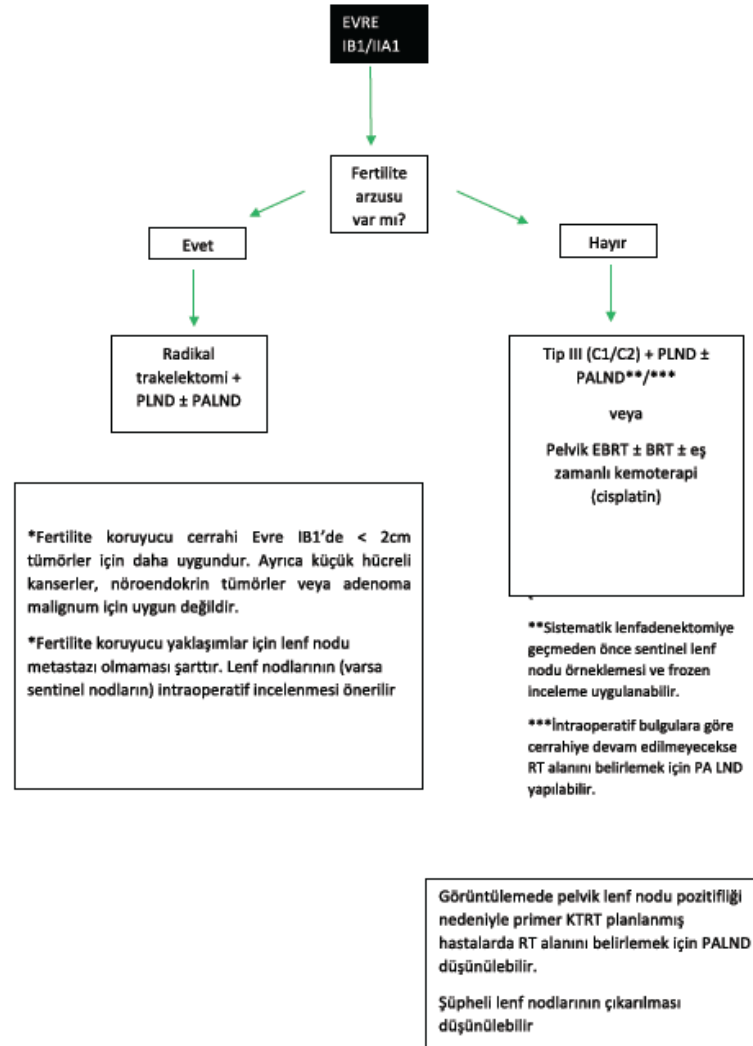 EVRE
IB1/IIA1
Fertilite
arzusu
var mı?
Evet
Hayır
Radikal
trakelektomi +
PLND ± PALND
Tip III (C1/C2) + PLND ±
PALND**/***
veya
Pelvik EBRT ± BRT ± eş
zamanlı kemoterapi
(cisplatin)
*Fertilite koruyucu cerrahi Evre IB1’de < 2cm
tümörler için daha uygundur. Ayrıca küçük hücreli
kanserler, nöroendokrin tümörler veya adenoma
malignum için uygun değildir.
*Fertilite koruyucu yaklaşımlar için lenf nodu
metastazı olmaması şarttır. Lenf nodlarının (varsa
sentinel nodların) intraoperatif incelenmesi önerilir
**Sistematik lenfadenektomiye
geçmeden önce sentinel lenf
nodu örneklemesi ve frozen
inceleme uygulanabilir.
***İntraoperatif bulgulara göre
cerrahiye devam edilmeyecekse
RT alanını belirlemek için PA LND
yapılabilir.
Görüntülemede pelvik lenf nodu pozitifliği
nedeniyle primer KTRT planlanmış
hastalarda RT alanını belirlemek için PALND
düşünülebilir.
Şüpheli lenf nodlarının çıkarılması
düşünülebilir